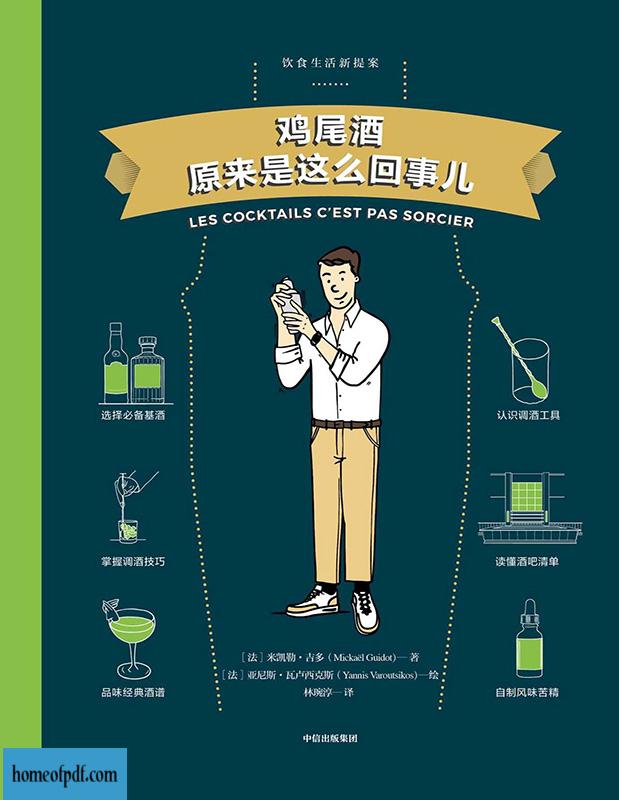 饮食生活新提案
鸡尾酒
原来是这么回事儿
LES COCKTAILS C'EST PAS SORCIER
选择必备基酒
认识调酒工具
掌握调酒技巧
读懂酒吧清单
品味经典酒谱
自制风味苦精
［法］米凯勒·吉多（Mickaël Guidot）—著
［法］亚尼斯·瓦卢西克斯（Yannis Varoutsikos）—绘
林琬淳—译
中信出版集团
homeofpdf.com